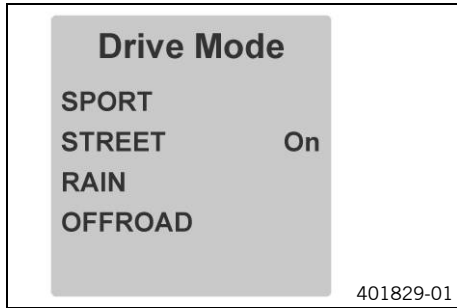 Drive Mode
SPORT
STREET On
RAIN
OFFROAD
401829-01